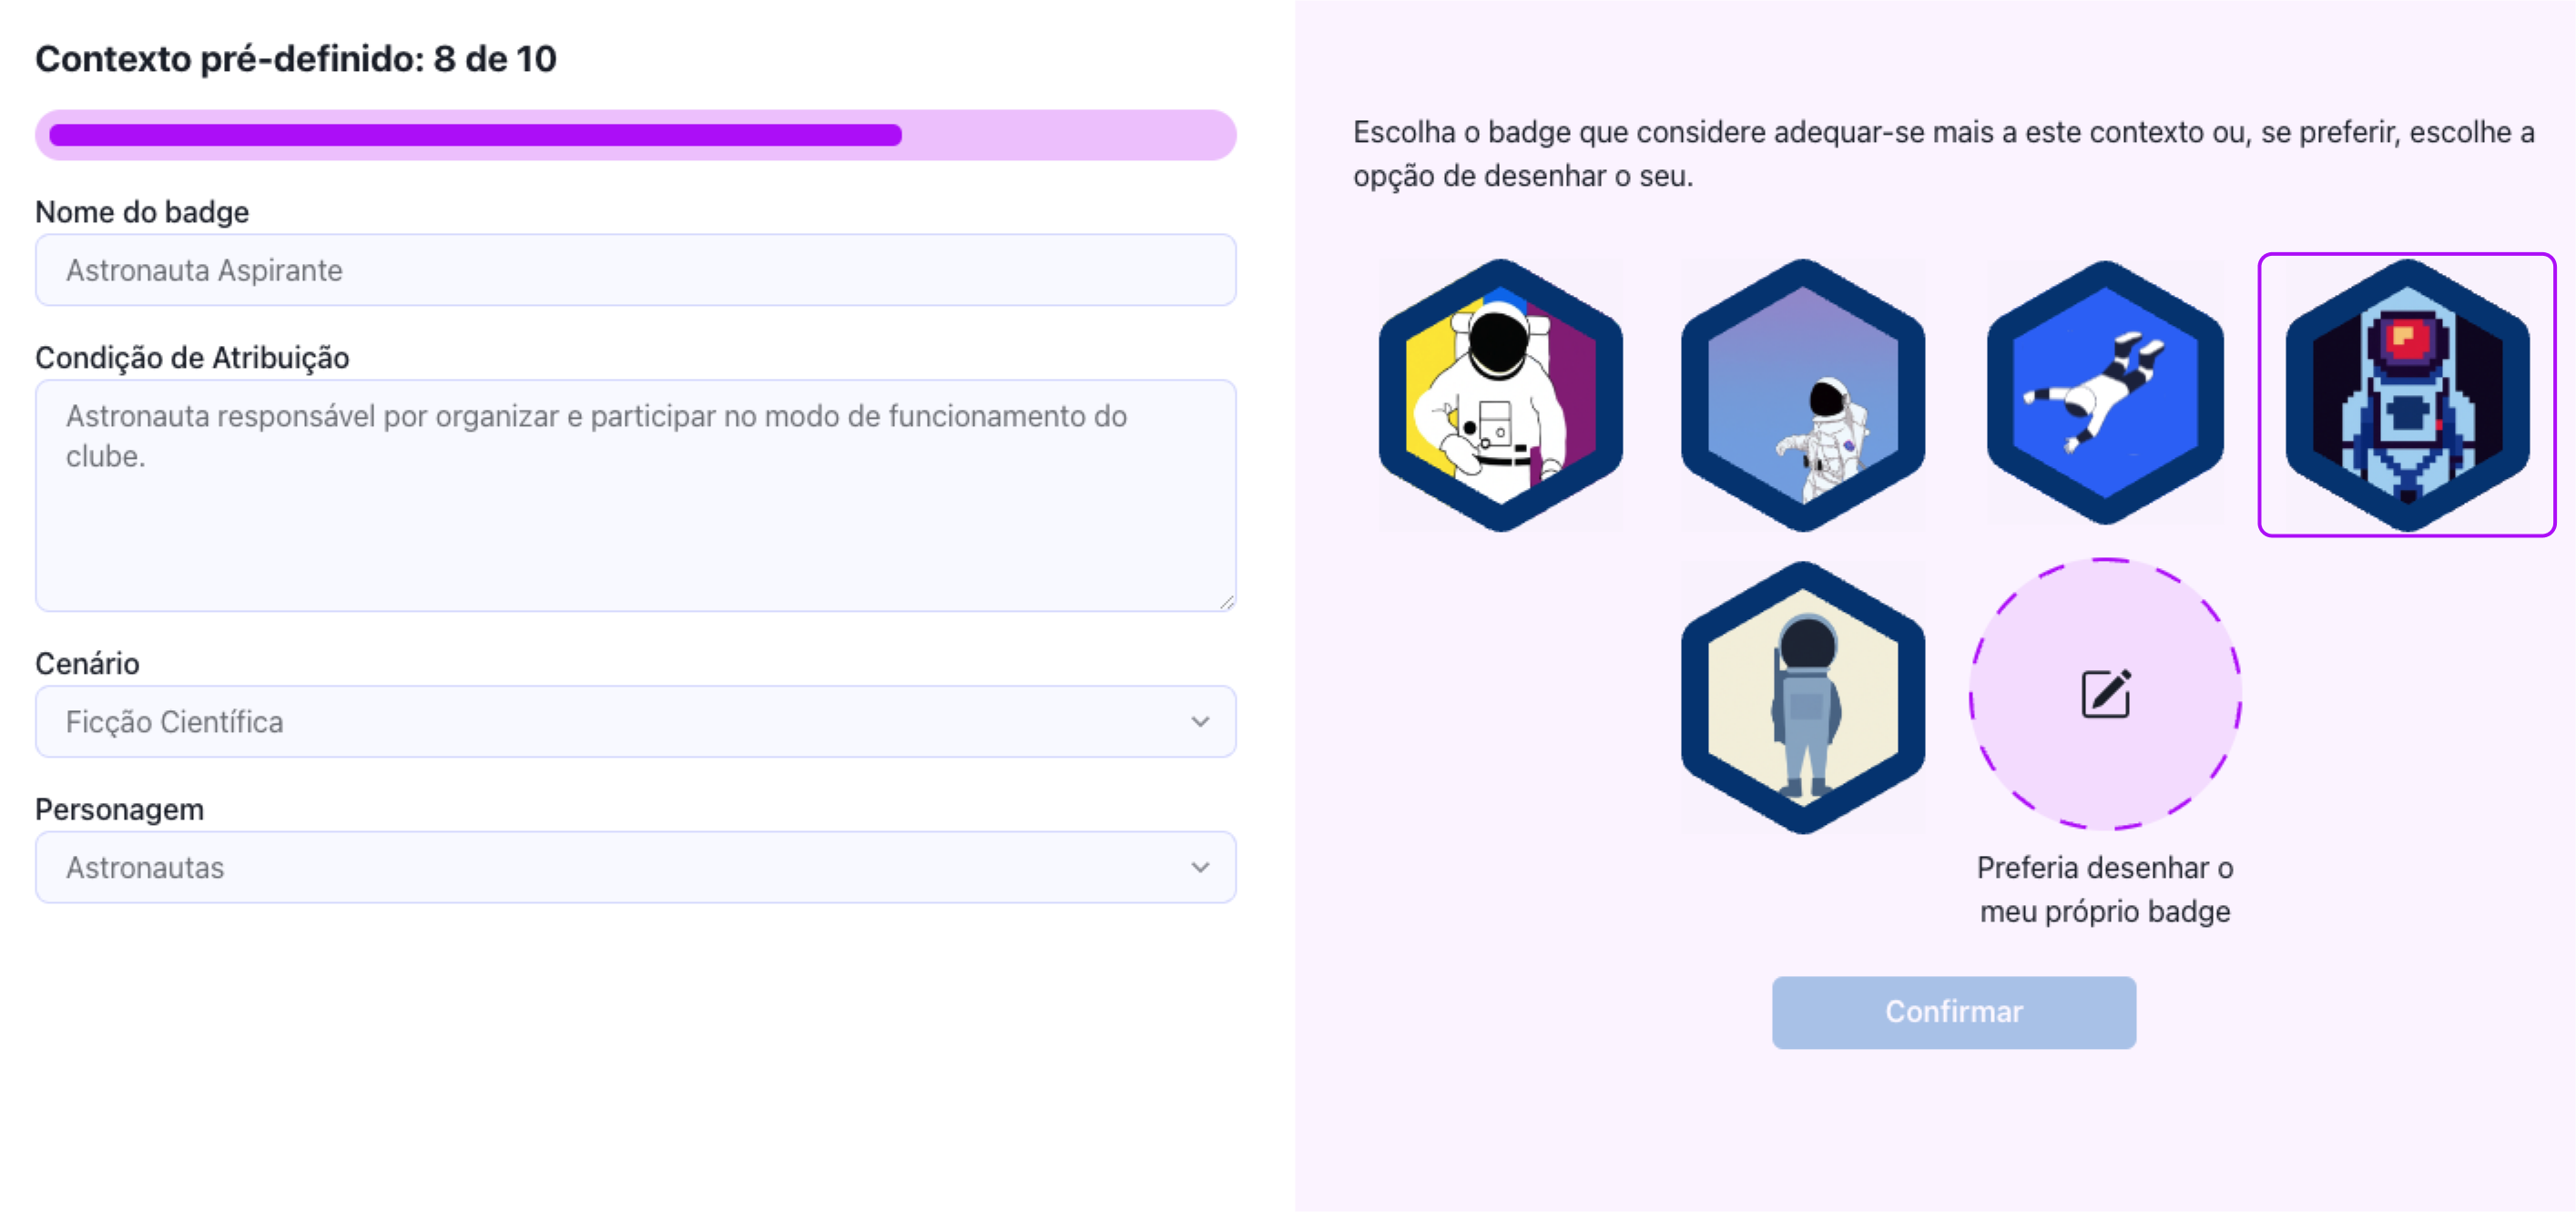 Contexto pré-definido: 8 de 10
Nome do badge
Astronauta Aspirante
Condição de Atribuição
Astronauta responsável por organizar e participar no modo de funcionamento do
clube.
Cenário
Ficção Científica
Personagem
Astronautas
Escolha o badge que considere adequar-se mais a este contexto ou, se preferir, escolhe a
opção de desenhar o seu.
Preferia desenhar o
meu próprio badge
Confirmar